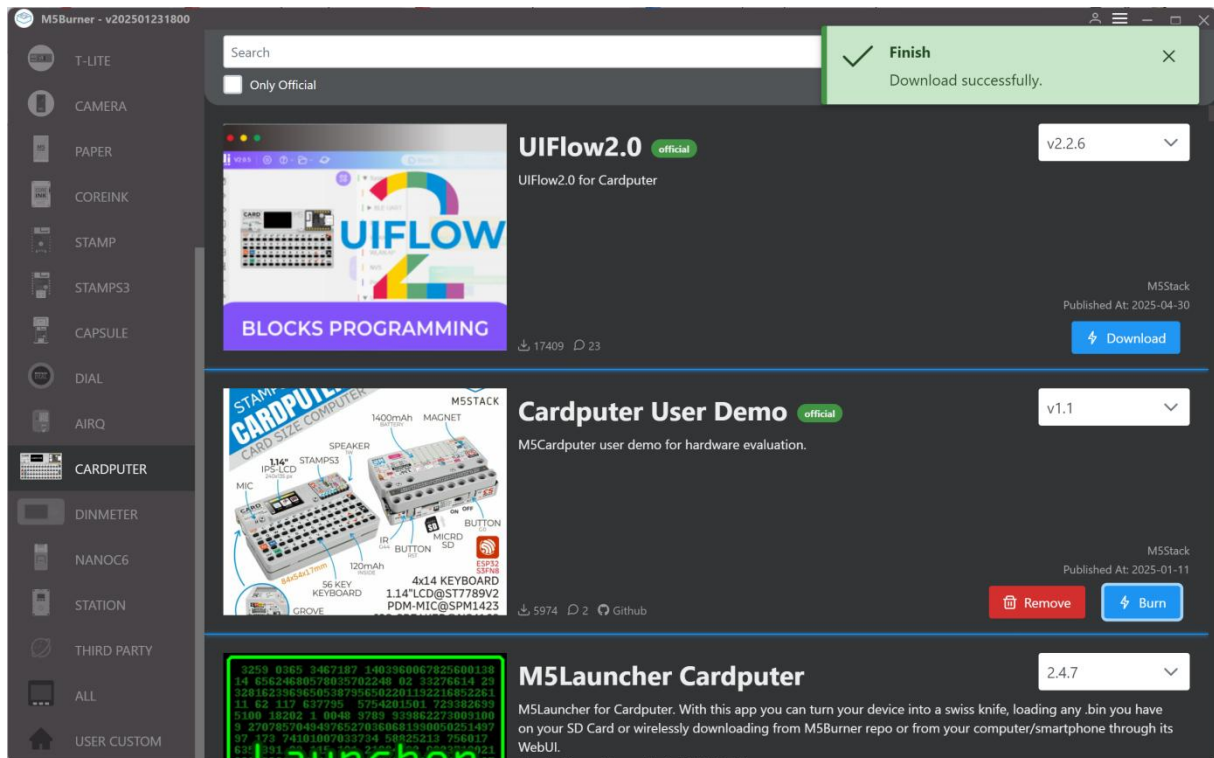 M5Burner - v202501231800
T-LITE
CAMERA
PAPER
COREINK
STAMP
STAMPS3
CAPSULE
DIAL
AIRQ
CARDPUTER
DINMETER
NANOC6
STATION
THIRD PARTY
ALL
USER CUSTOM
Search
Only Official
Finish
Download successfully.
UIFLOW
2
BLOCKS PROGRAMMING
UIFlow2.0 official
UIFlow2.0 for Cardputer
v2.2.6
17409 23
M5Stack
Published At: 2025-04-30
Download
CARDPUTER
CARD SIZE COMPUTER
M5STACK
1400mAh
BATTERY
MAGNET
SPEAKER
STAMPS3
1.14"
IPS-LCD
MIC
ON OFF
BUTTON
IR
BUTTON
MICRO
SD
120mAh
84x54x17mm
56 KEY
KEYBOARD
ESP32
S3FN8
GROVE
4x14 KEYBOARD
1.14"LCD@ST7789V2
PDM-MIC@SPM1423
Cardputer User Demo official
M5Cardputer user demo for hardware evaluation.
v1.1
5974 2 Github
M5Stack
Published At: 2025-01-11
Remove
Burn
Launcher
M5Launcher Cardputer
2.4.7
M5Launcher for Cardputer. With this app you can turn your device into a swiss knife, loading any .bin you have
on your SD Card or wirelessly downloading from M5Burner repo or from your computer/smartphone through its
WebUI.